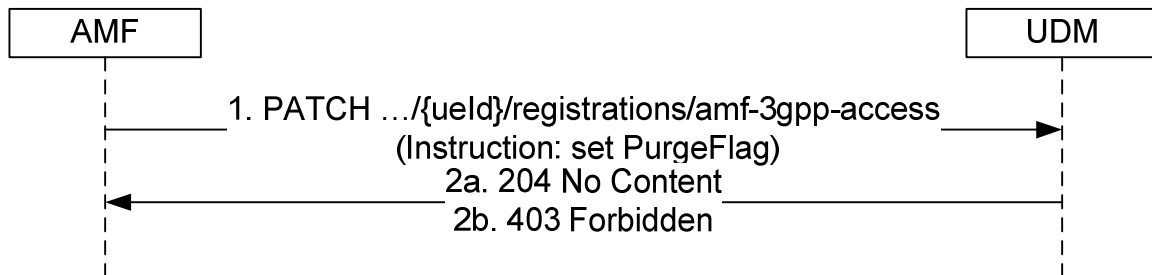 AMF
UDM
1. PATCH …/{ueId}/registrations/amf-3gpp-access
(Instruction: set PurgeFlag)
2a. 204 No Content
2b. 403 Forbidden